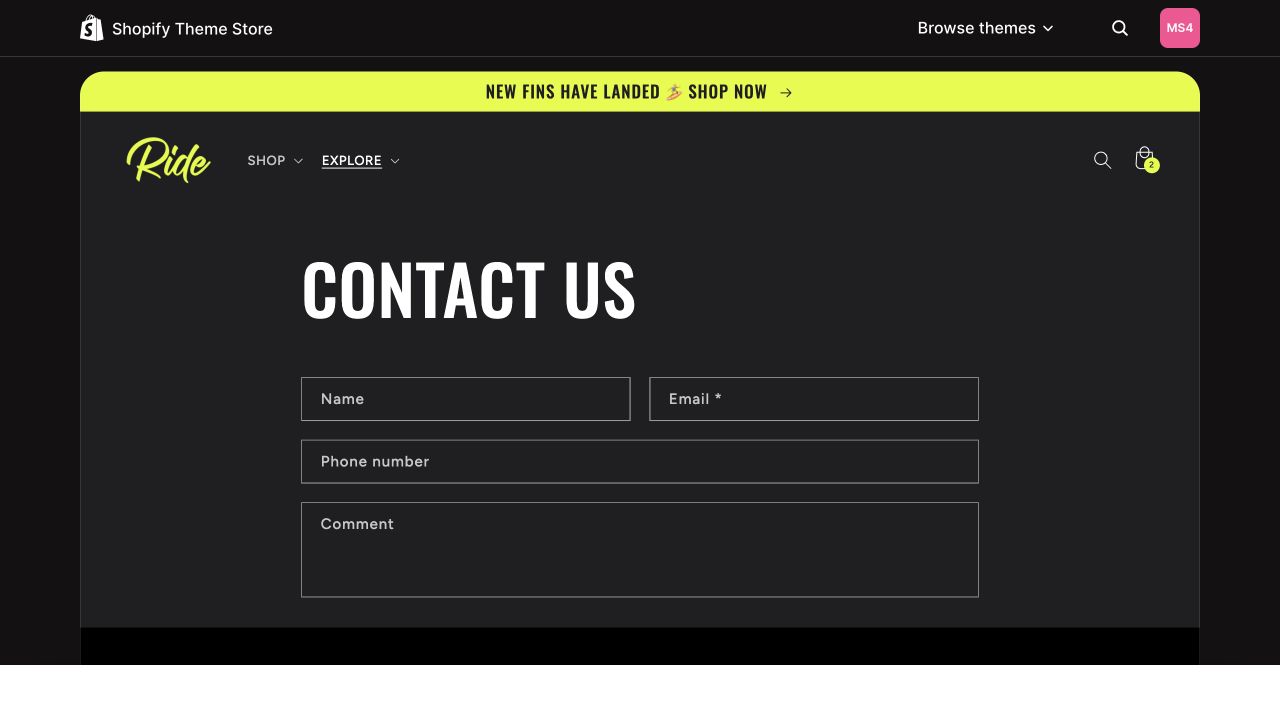 Shopify Theme Store
Browse themes
MS4
NEW FINS HAVE LANDED 🏄 SHOP NOW →
Ride
SHOP
EXPLORE
2
CONTACT US
Name
Email *
Phone number
Comment